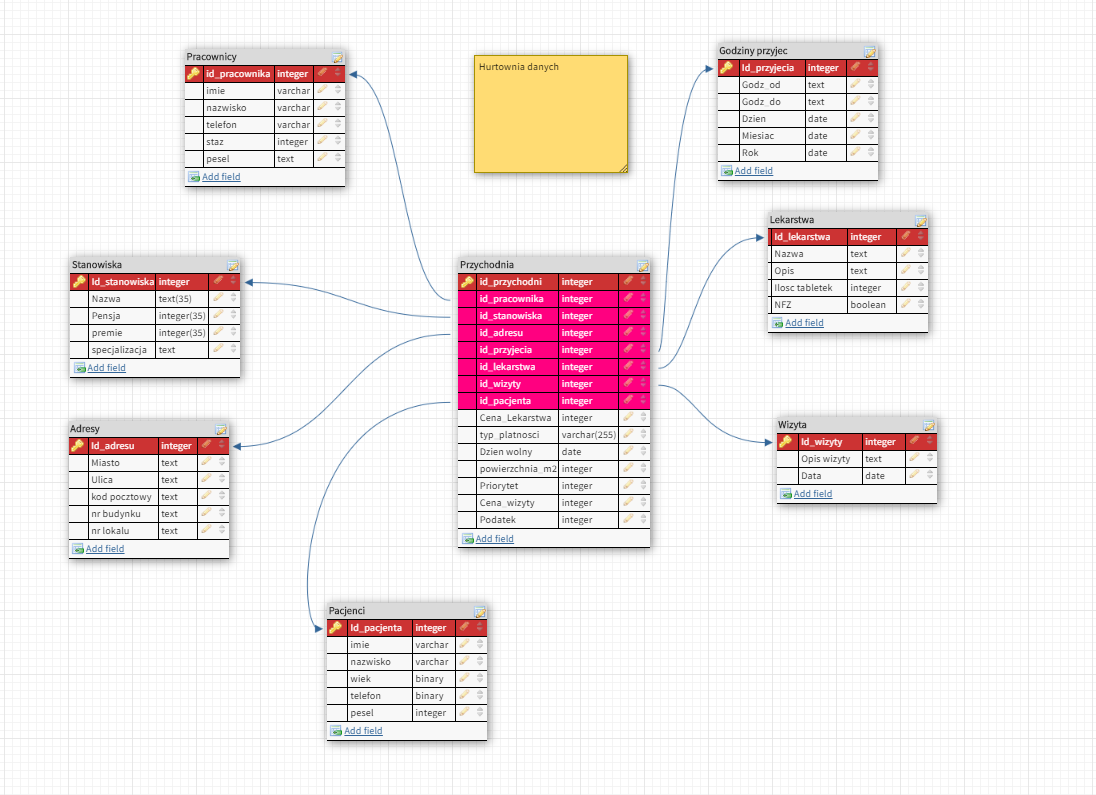 Pracownicy
id_pracownika integer
imie varchar
nazwisko varchar
telefon varchar
staz integer
pesel text
Add field
Hurtownia danych
Godziny przyjec
Id_przyjecia integer
Godz_od text
Godz_do text
Dzien date
Miesiac date
Rok date
Add field
Stanowiska
Id_stanowiska integer
Nazwa text(35)
Pensja integer(35)
premie integer(35)
specjalizacja text
Add field
Przychodnia
id_przychodni integer
id_pracownika integer
id_stanowiska integer
id_adresu integer
id_przyjecia integer
id_lekarstwa integer
id_wizyty integer
id_pacjenta integer
Cena_Lekarstwa integer
typ_platnosci varchar(255)
Dzien wolny date
powierzchnia_m2 integer
Priorytet integer
Cena_wizyty integer
Podatek integer
Add field
Lekarstwa
Id_lekarstwa integer
Nazwa text
Opis text
Ilosc tabletek integer
NFZ boolean
Add field
Adresy
Id_adresu integer
Miasto text
Ulica text
kod pocztowy text
nr budynku text
nr lokalu text
Add field
Wizyta
Id_wizyty integer
Opis wizyty text
Data date
Add field
Pacjenci
Id_pacjenta integer
imie varchar
nazwisko varchar
wiek binary
telefon binary
pesel integer
Add field